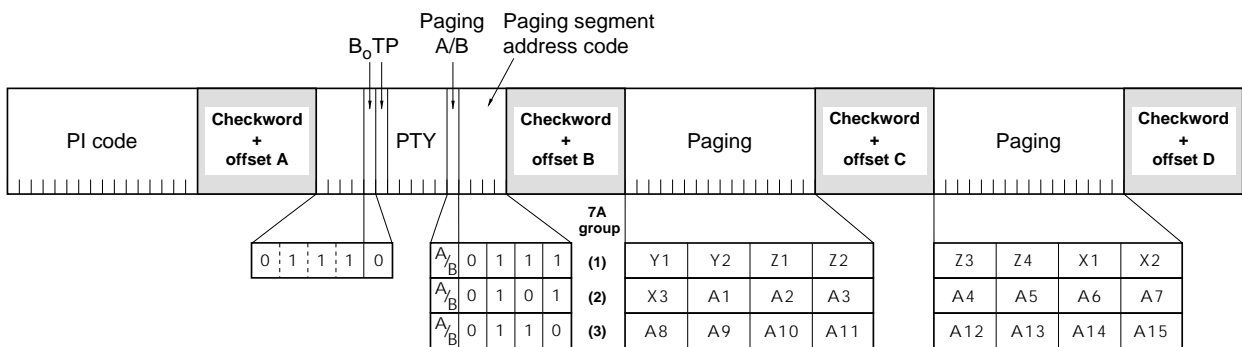 Paging Paging segment
BoTP A/B address code
PI code Checkword + offset A PTY Checkword + offset B Paging Checkword + offset C Paging Checkword + offset D
7A group
0 1 1 1 0 A/B 0 1 1 1 (1) Y1 Y2 Z1 Z2 Z3 Z4 X1 X2
A/B 0 1 0 1 (2) X3 A1 A2 A3 A4 A5 A6 A7
A/B 0 1 1 0 (3) A8 A9 A10 A11 A12 A13 A14 A15